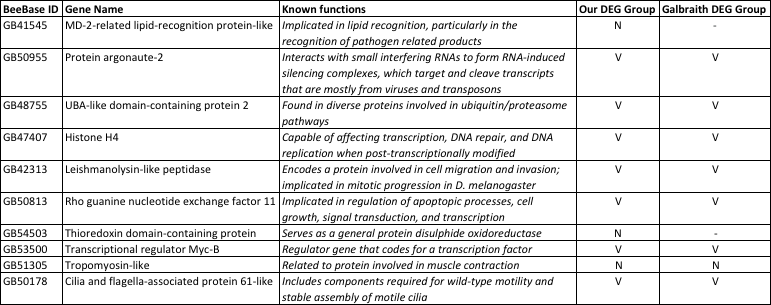 BeeBase ID Gene Name Known functions Our DEG Group Galbraith DEG Group
GB41545 MD-2-related lipid-recognition protein-like Implicated in lipid recognition, particularly in the N -
recognition of pathogen related products
GB50955 Protein argonaute-2 Interacts with small interfering RNAs to form RNA-induced V V
silencing complexes, which target and cleave transcripts
that are mostly from viruses and transposons
GB48755 UBA-like domain-containing protein 2 Found in diverse proteins involved in ubiquitin/proteasome V V
pathways
GB47407 Histone H4 Capable of affecting transcription, DNA repair, and DNA V V
replication when post-transcriptionally modified
GB42313 Leishmanolysin-like peptidase Encodes a protein involved in cell migration and invasion; V V
implicated in mitotic progression in D. melanogaster
GB50813 Rho guanine nucleotide exchange factor 11 Implicated in regulation of apoptopic processes, cell V V
growth, signal transduction, and transcription
GB54503 Thioredoxin domain-containing protein Serves as a general protein disulphide oxidoreductase N -
GB53500 Transcriptional regulator Myc-B Regulator gene that codes for a transcription factor V V
GB51305 Tropomyosin-like Related to protein involved in muscle contraction N N
GB50178 Cilia and flagella-associated protein 61-like Includes components required for wild-type motility and V V
stable assembly of motile cilia